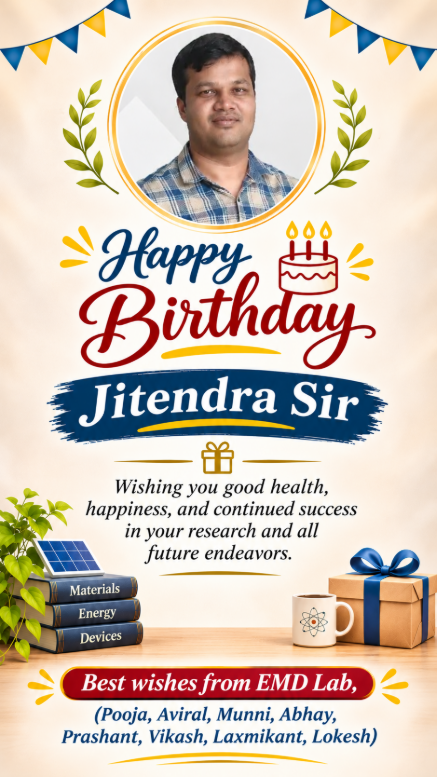 Happy
Birthday
Jitendra Sir
Wishing you good health,
happiness, and continued success
in your research and all
future endeavors.
Materials
Energy
Devices
Best wishes from EMD Lab,
(Pooja, Aviral, Munni, Abhay,
Prashant, Vikash, Laxmikant, Lokesh)